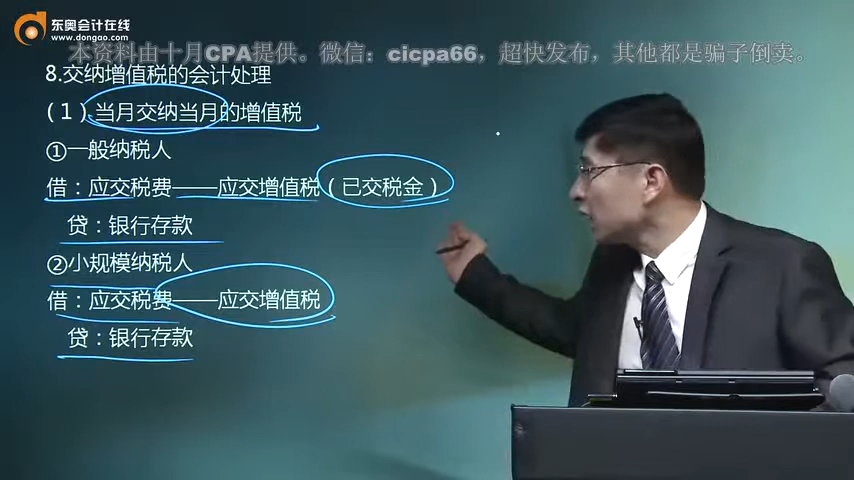 东奥会计在线
www.dongao.com
本资料由十月CPA提供。微信：cicpa66，超快发布，其他都是骗子倒卖。
8.交纳增值税的会计处理
（1）当月交纳当月的增值税
①一般纳税人
借：应交税费——应交增值税（已交税金）
贷：银行存款
②小规模纳税人
借：应交税费——应交增值税
贷：银行存款